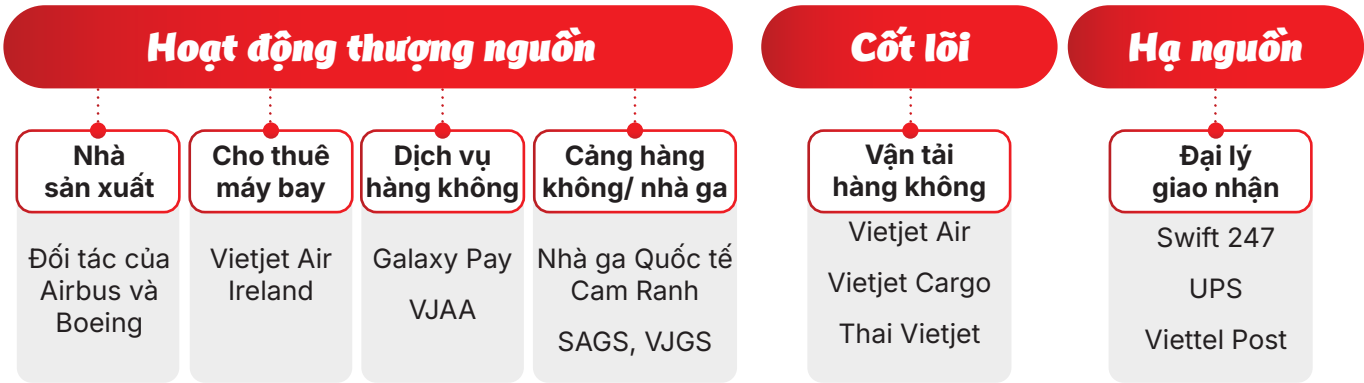 Hoạt động thượng nguồn
Cốt lõi
Hạ nguồn
Nhà
sản xuất
Đối tác của
Airbus và
Boeing
Cho thuê
máy bay
Vietjet Air
Ireland
Dịch vụ
hàng không
Galaxy Pay
VJAA
Cảng hàng
không/ nhà ga
Nhà ga Quốc tế
Cam Ranh
SAGS, VJGS
Vận tải
hàng không
Vietjet Air
Vietjet Cargo
Thai Vietjet
Đại lý
giao nhận
Swift 247
UPS
Viettel Post